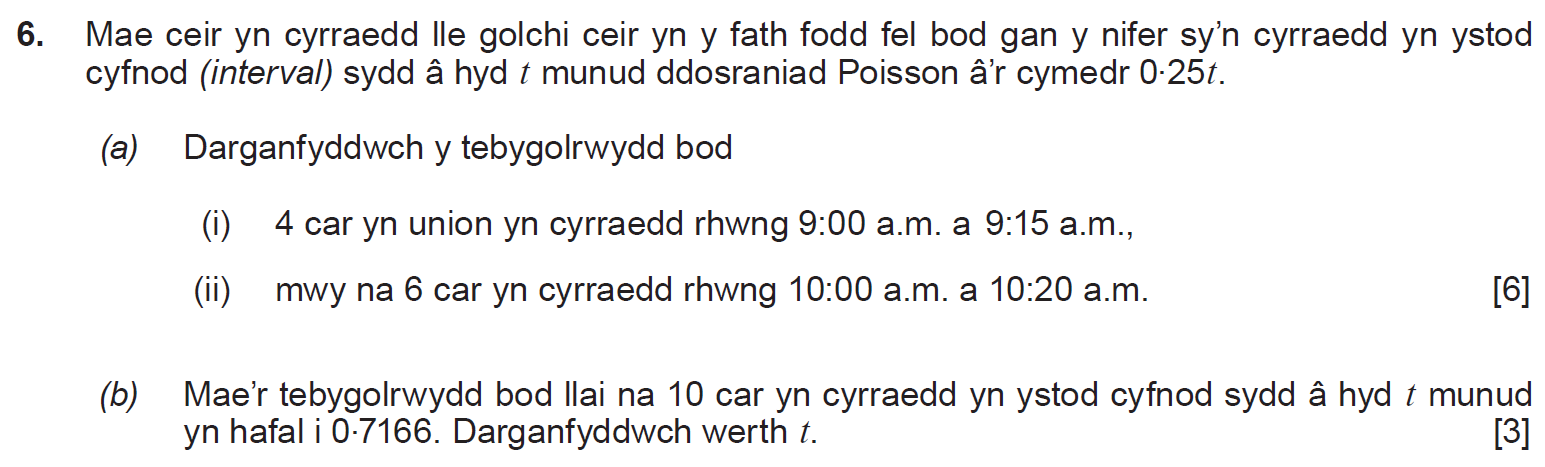 6. Mae ceir yn cyrraedd lle golchi ceir yn y fath fodd fel bod gan y nifer sy’n cyrraedd yn ystod
cyfnod (interval) sydd â hyd t munud ddosraniad Poisson â’r cymedr 0·25t.
(a) Darganfyddwch y tebygolrwydd bod
(i) 4 car yn union yn cyrraedd rhwng 9:00 a.m. a 9:15 a.m.,
(ii) mwy na 6 car yn cyrraedd rhwng 10:00 a.m. a 10:20 a.m. [6]
(b) Mae’r tebygolrwydd bod llai na 10 car yn cyrraedd yn ystod cyfnod sydd â hyd t munud
yn hafal i 0·7166. Darganfyddwch werth t. [3]